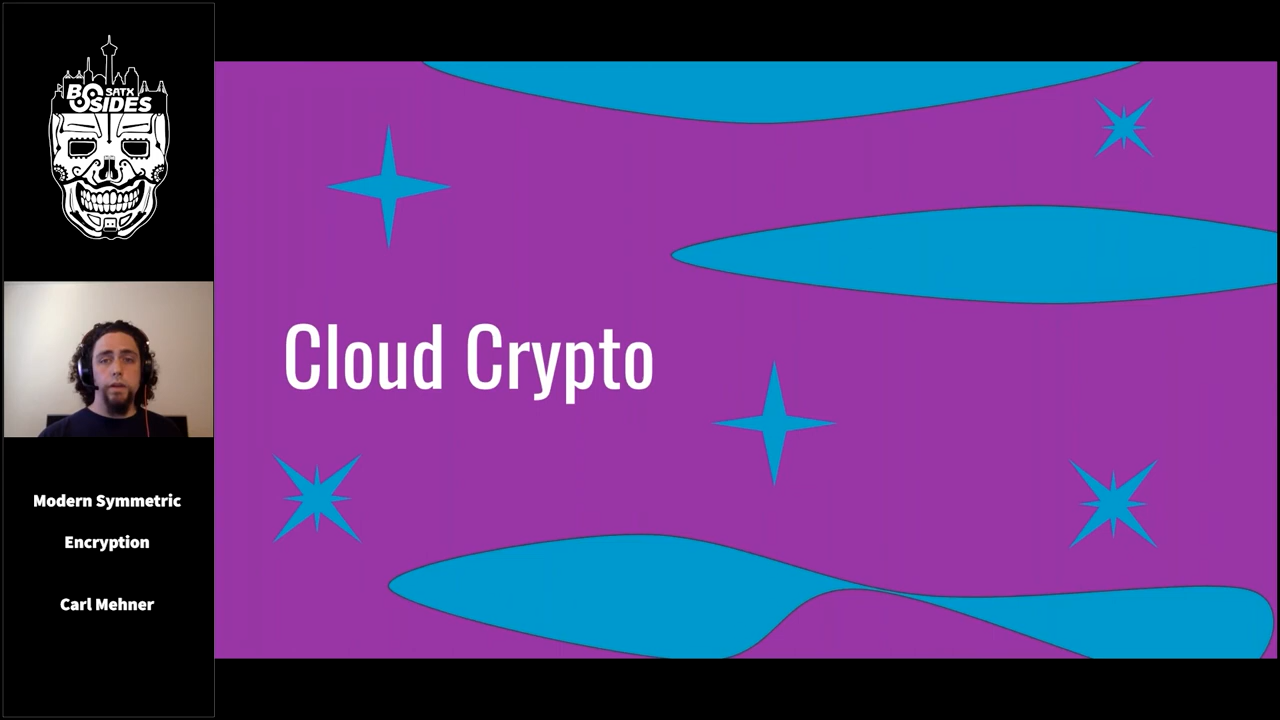 BSIDES
SATX
Cloud Crypto
Modern Symmetric
Encryption
Carl Mehner